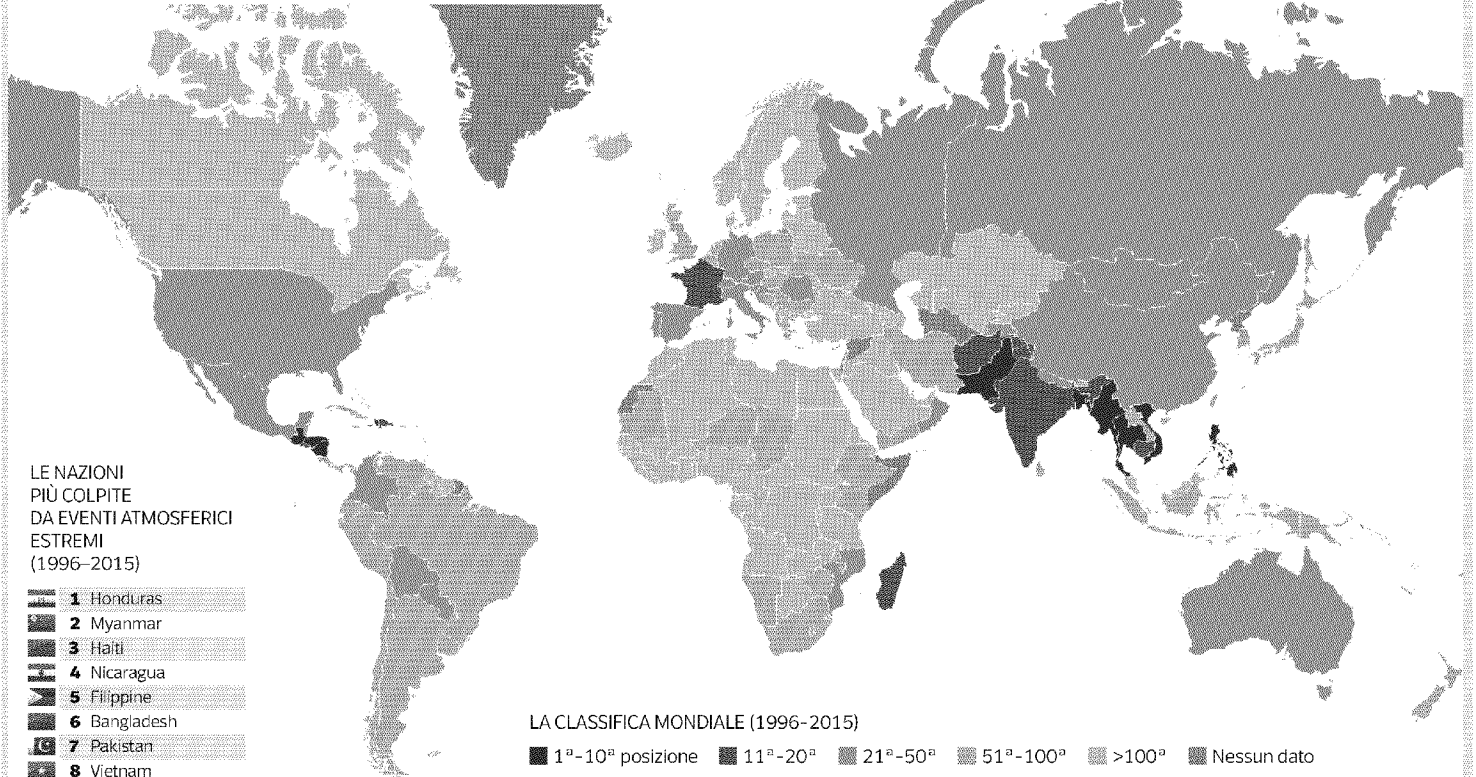 LE NAZIONI
PIÙ COLPITE
DA EVENTI ATMOSFERICI
ESTREMI
(1996–2015)
1 Honduras
2 Myanmar
3 Haiti
4 Nicaragua
5 Filippine
6 Bangladesh
7 Pakistan
8 Vietnam
LA CLASSIFICA MONDIALE (1996-2015)
1ª-10ª posizione 11ª-20ª 21ª-50ª 51ª-100ª >100ª Nessun dato